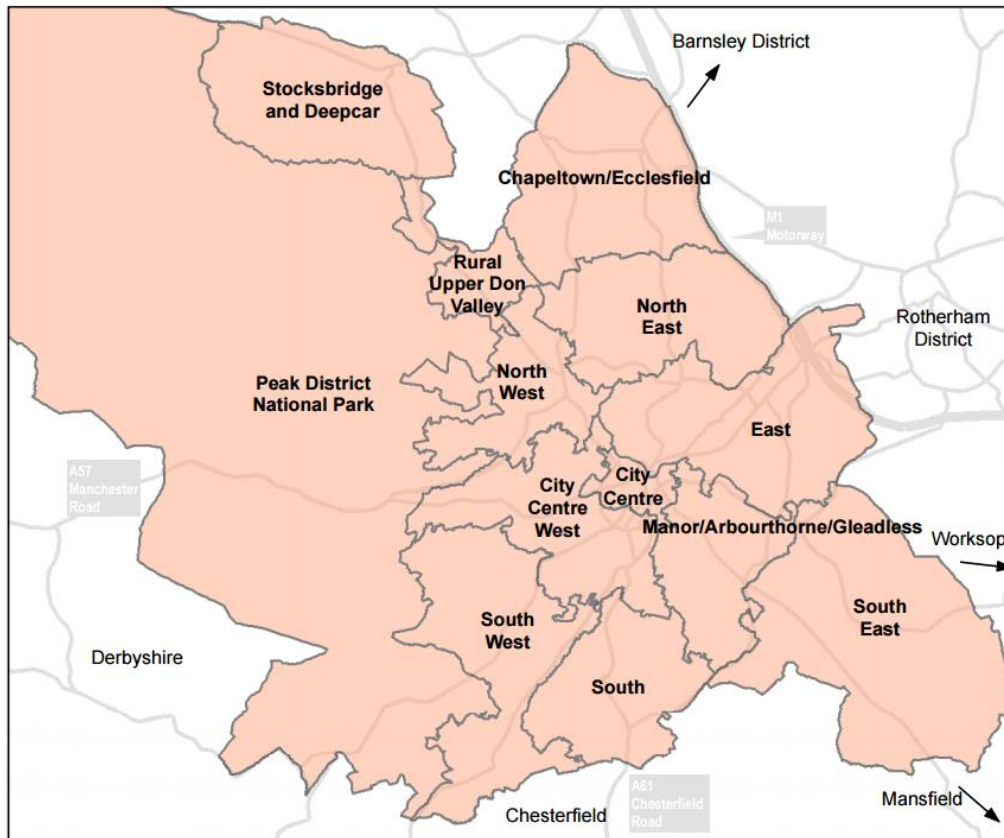 Barnsley District
Stocksbridge
and Deepcar
Chapeltown/Ecclesfield
M1
Motorway
Rural
Upper Don
Valley
North
East
Rotherham
District
North
West
Peak District
National Park
East
A57
Manchester
Road
City
Centre
City
Centre
West
Manor/Arbourthorne/Gleadless
Worksop
South
East
South
West
Derbyshire
South
A61
Chesterfield
Road
Chesterfield
Mansfield